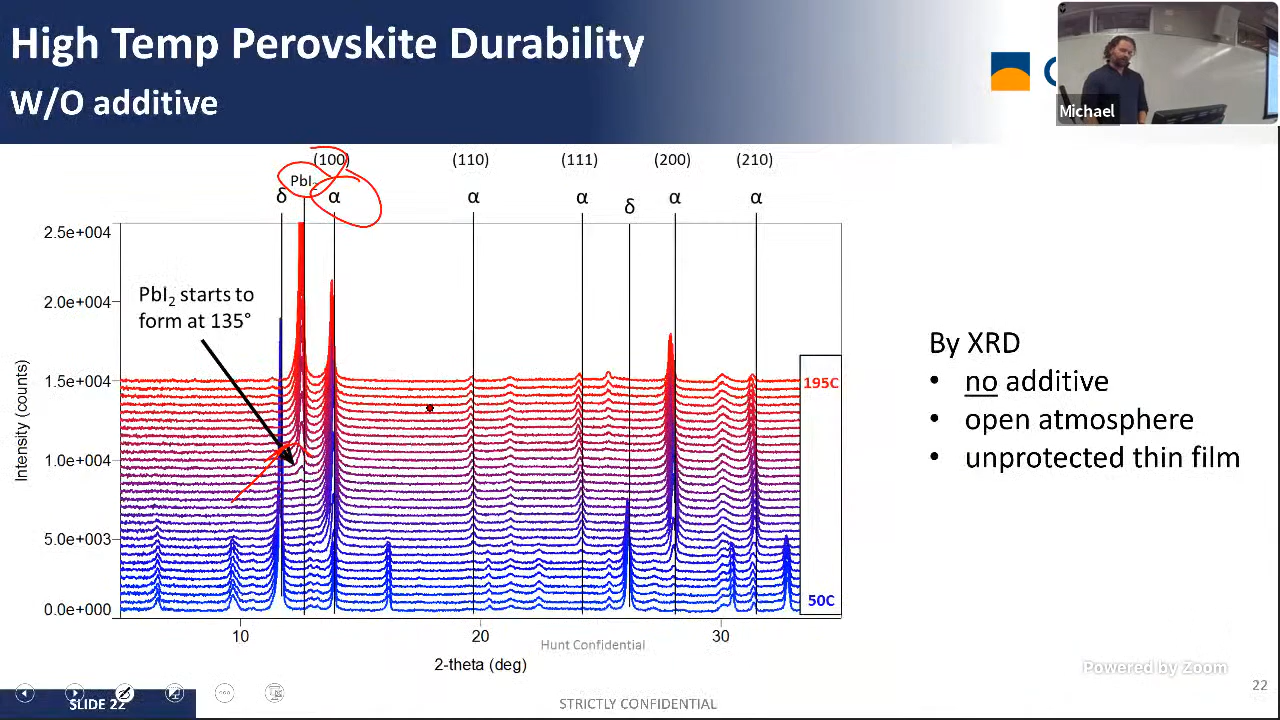 High Temp Perovskite Durability
W/O additive
Michael
(100) (110) (111) (200) (210)
PbI₂
δ α α α δ α α
2.5e+004
2.0e+004
1.5e+004
1.0e+004
5.0e+003
0.0e+000
Intensity (counts)
PbI₂ starts to
form at 135°
195C
50C
10 20 30
2-theta (deg)
Hunt Confidential
By XRD
• no additive
• open atmosphere
• unprotected thin film
Powered by Zoom
22
SLIDE 22
STRICTLY CONFIDENTIAL